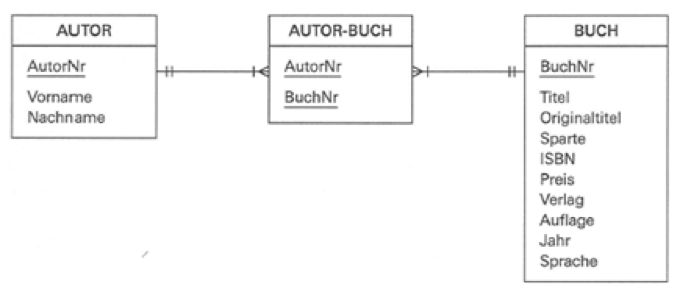 AUTOR
AutorNr
Vorname
Nachname
AUTOR-BUCH
AutorNr
BuchNr
BUCH
BuchNr
Titel
Originaltitel
Sparte
ISBN
Preis
Verlag
Auflage
Jahr
Sprache